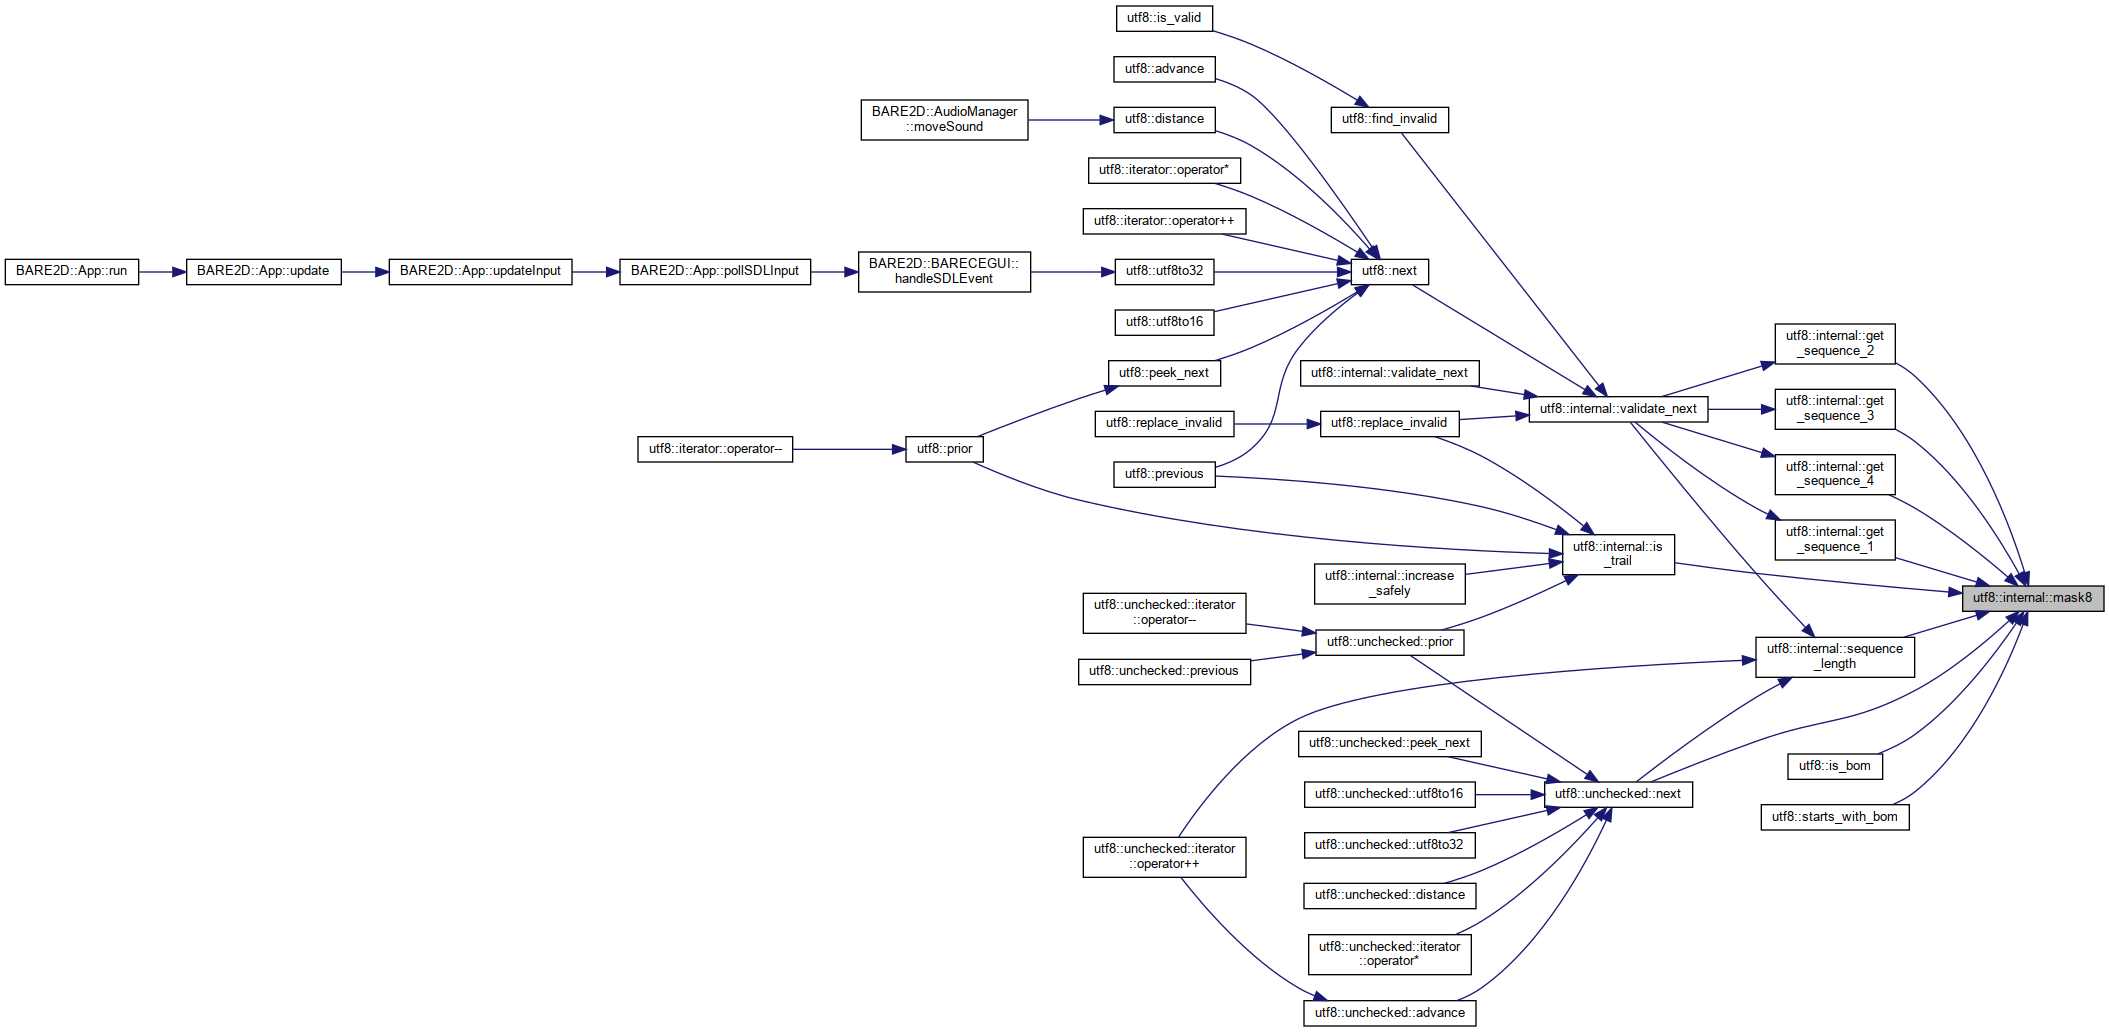 utf8::is_valid
utf8::advance
BARE2D::AudioManager
::moveSound
utf8::distance
utf8::find_invalid
utf8::iterator::operator*
utf8::iterator::operator++
BARE2D::App::run
BARE2D::App::update
BARE2D::App::updateInput
BARE2D::App::pollSDLInput
BARE2D::BARECEGUI::
handleSDLEvent
utf8::utf8to32
utf8::next
utf8::utf8to16
utf8::internal::get
_sequence_2
utf8::peek_next
utf8::internal::validate_next
utf8::internal::validate_next
utf8::internal::get
_sequence_3
utf8::replace_invalid
utf8::replace_invalid
utf8::iterator::operator--
utf8::prior
utf8::previous
utf8::internal::get
_sequence_4
utf8::internal::get
_sequence_1
utf8::internal::is
_trail
utf8::internal::increase
_safely
utf8::internal::mask8
utf8::unchecked::iterator
::operator--
utf8::unchecked::prior
utf8::internal::sequence
_length
utf8::unchecked::previous
utf8::unchecked::peek_next
utf8::is_bom
utf8::unchecked::utf8to16
utf8::unchecked::next
utf8::starts_with_bom
utf8::unchecked::utf8to32
utf8::unchecked::iterator
::operator++
utf8::unchecked::distance
utf8::unchecked::iterator
::operator*
utf8::unchecked::advance